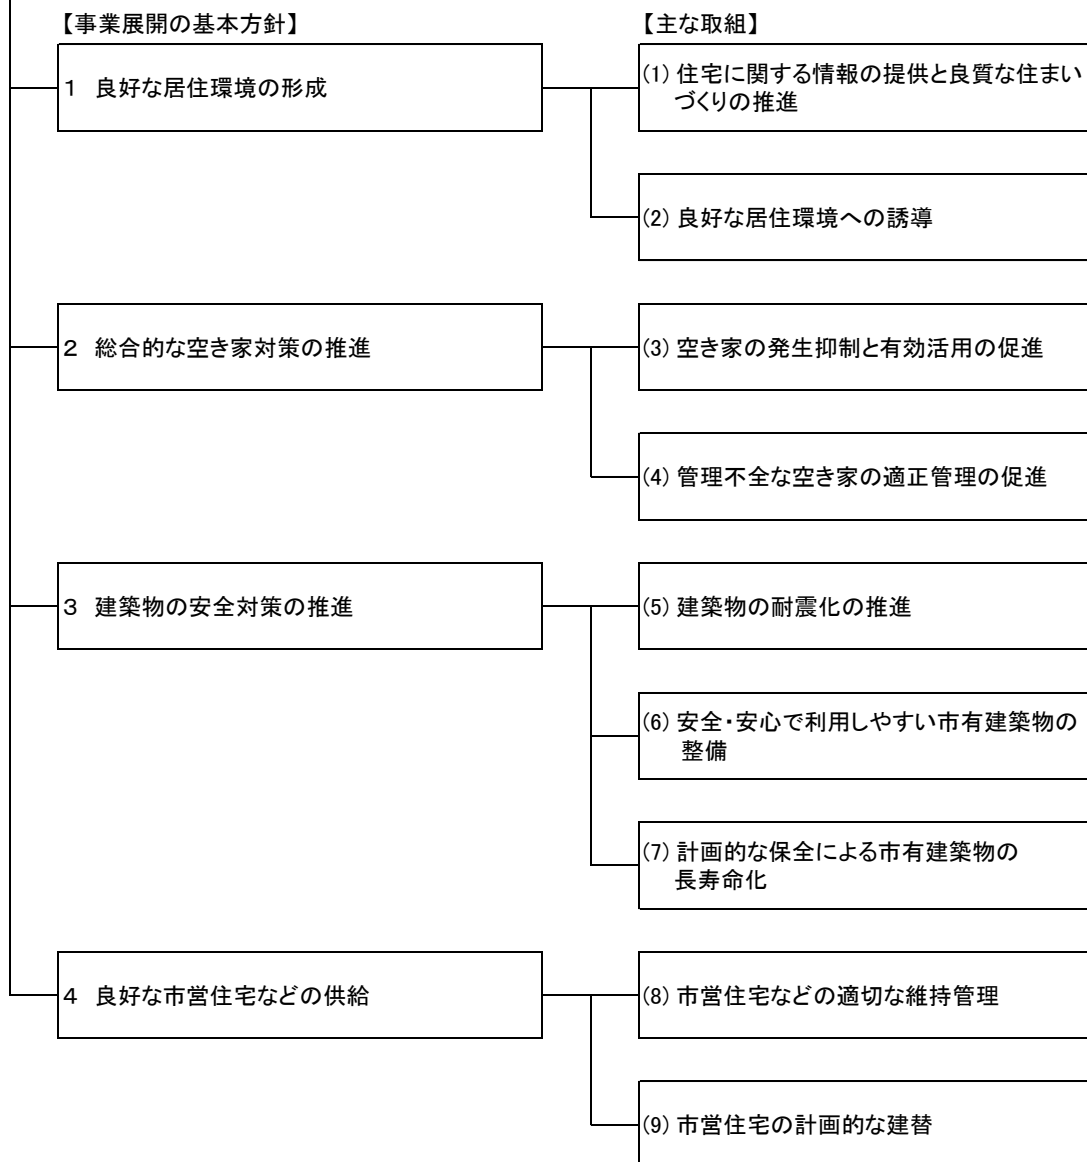 【事業展開の基本方針】
【主な取組】
1 良好な居住環境の形成
(1) 住宅に関する情報の提供と良質な住まい
づくりの推進
(2) 良好な居住環境への誘導
2 総合的な空き家対策の推進
(3) 空き家の発生抑制と有効活用の促進
(4) 管理不全な空き家の適正管理の促進
3 建築物の安全対策の推進
(5) 建築物の耐震化の推進
(6) 安全・安心で利用しやすい市有建築物の
整備
(7) 計画的な保全による市有建築物の
長寿命化
4 良好な市営住宅などの供給
(8) 市営住宅などの適切な維持管理
(9) 市営住宅の計画的な建替